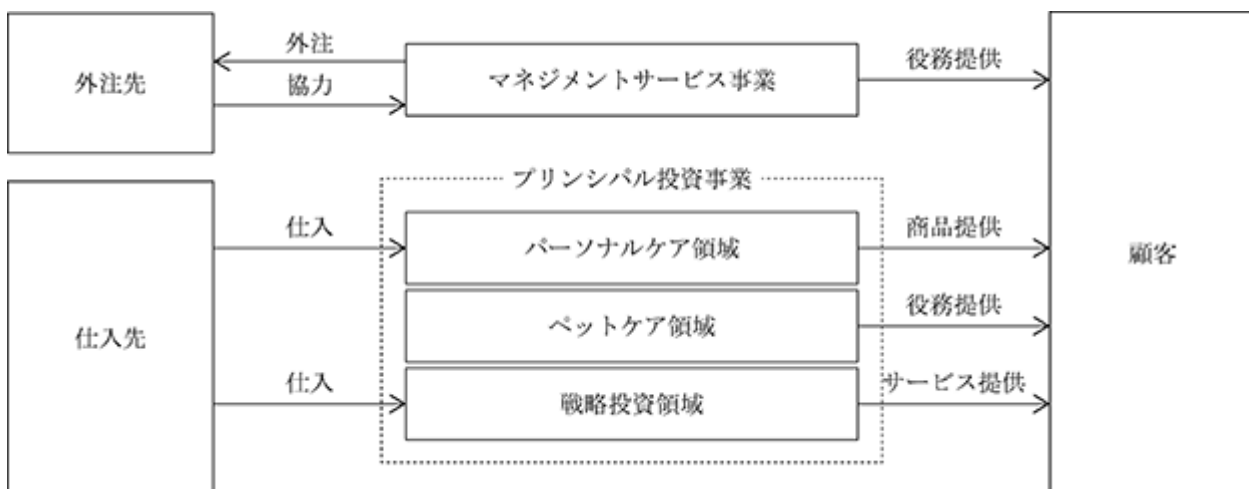 外注先
外注
協力
マネジメントサービス事業
役務提供
プリンシパル投資事業
仕入先
仕入
パーソナルケア領域
商品提供
顧客
ペットケア領域
役務提供
仕入
戦略投資領域
サービス提供